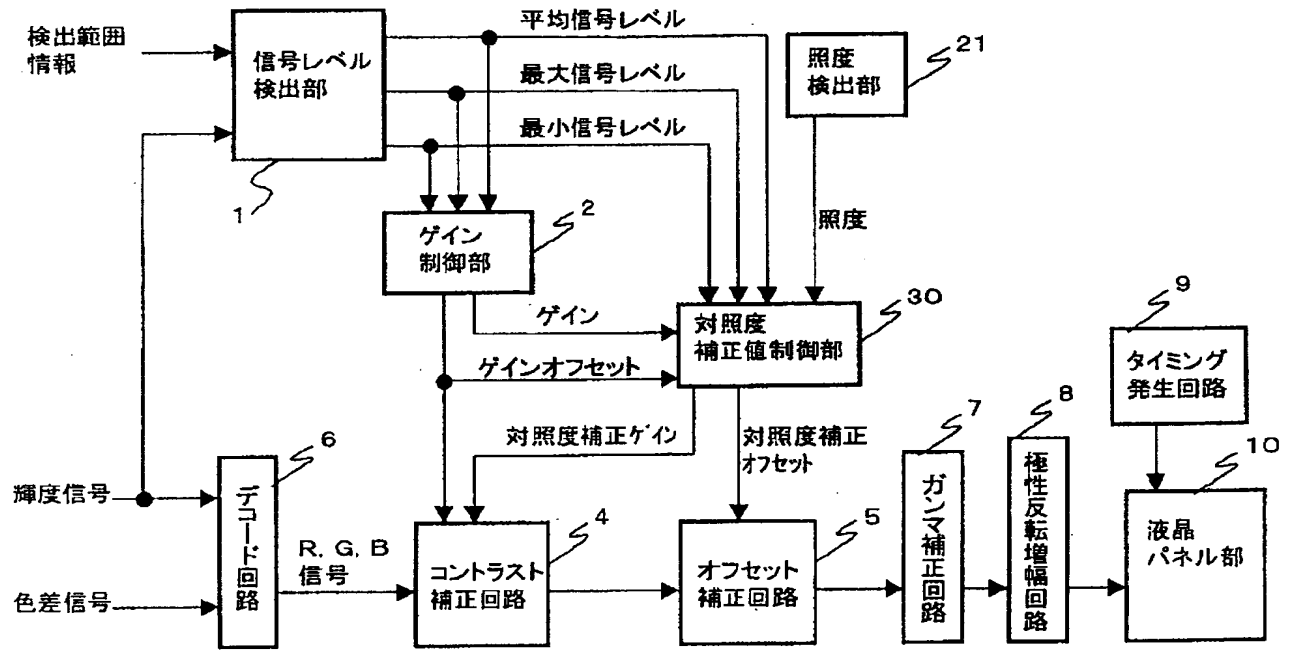 検出範囲
情報
信号レベル
検出部
1
平均信号レベル
最大信号レベル
最小信号レベル
照度
検出部
21
ゲイン
制御部
2
照度
ゲイン
ゲインオフセット
対照度
補正値制御部
30
対照度補正ゲイン
対照度補正
オフセット
タイミング
発生回路
9
輝度信号
色差信号
デコード回路
6
R, G, B
信号
コントラスト
補正回路
4
オフセット
補正回路
5
ガンマ補正回路
7
極性反転増幅回路
8
液晶
パネル部
10